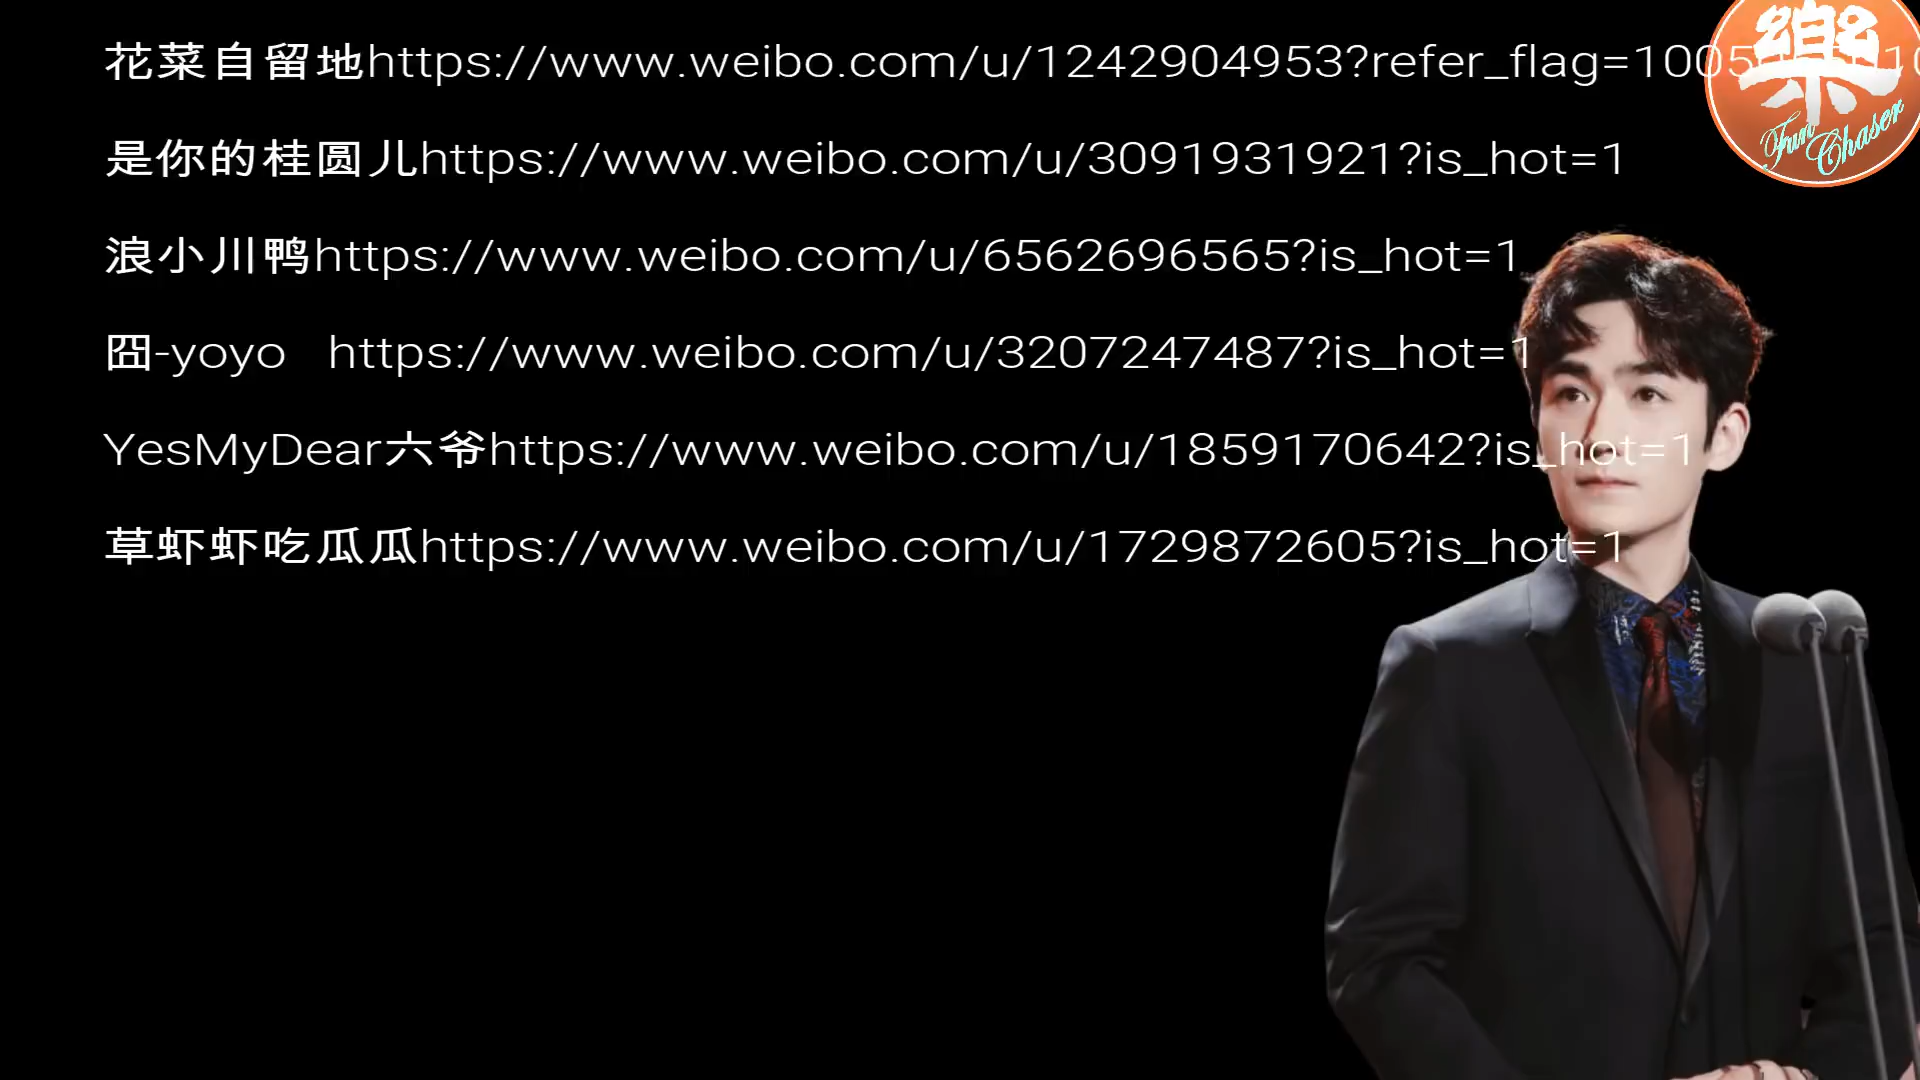 花菜自留地https://www.weibo.com/u/1242904953?refer_flag=1005
是你的桂圆儿https://www.weibo.com/u/3091931921?is_hot=1
浪小川鸭https://www.weibo.com/u/6562696565?is_hot=1
囧-yoyo https://www.weibo.com/u/3207247487?is_hot=1
YesMyDear六爷https://www.weibo.com/u/1859170642?is_hot=1
草虾虾吃瓜瓜https://www.weibo.com/u/1729872605?is_hot=1
樂
Fun
Chaser